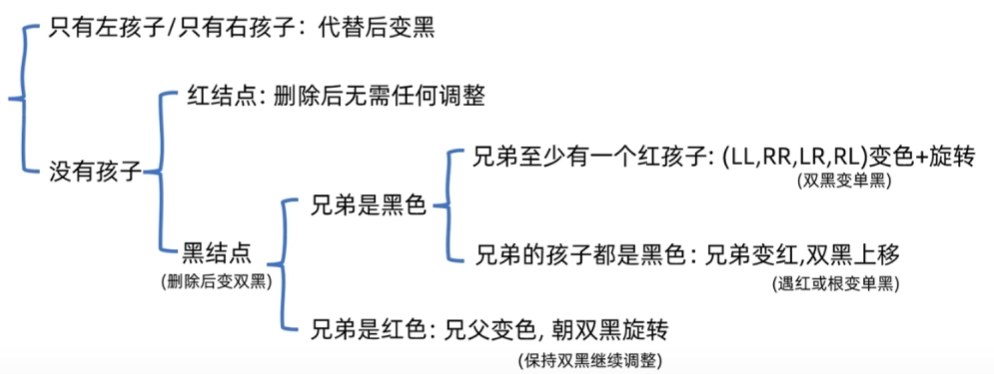 只有左孩子/只有右孩子：代替后变黑
红结点：删除后无需任何调整
没有孩子
兄弟至少有一个红孩子：(LL,RR,LR,RL)变色+旋转
(双黑变单黑)
兄弟是黑色
黑结点
(删除后变双黑)
兄弟的孩子都是黑色：兄弟变红,双黑上移
(遇红或根变单黑)
兄弟是红色：兄父变色, 朝双黑旋转
(保持双黑继续调整)